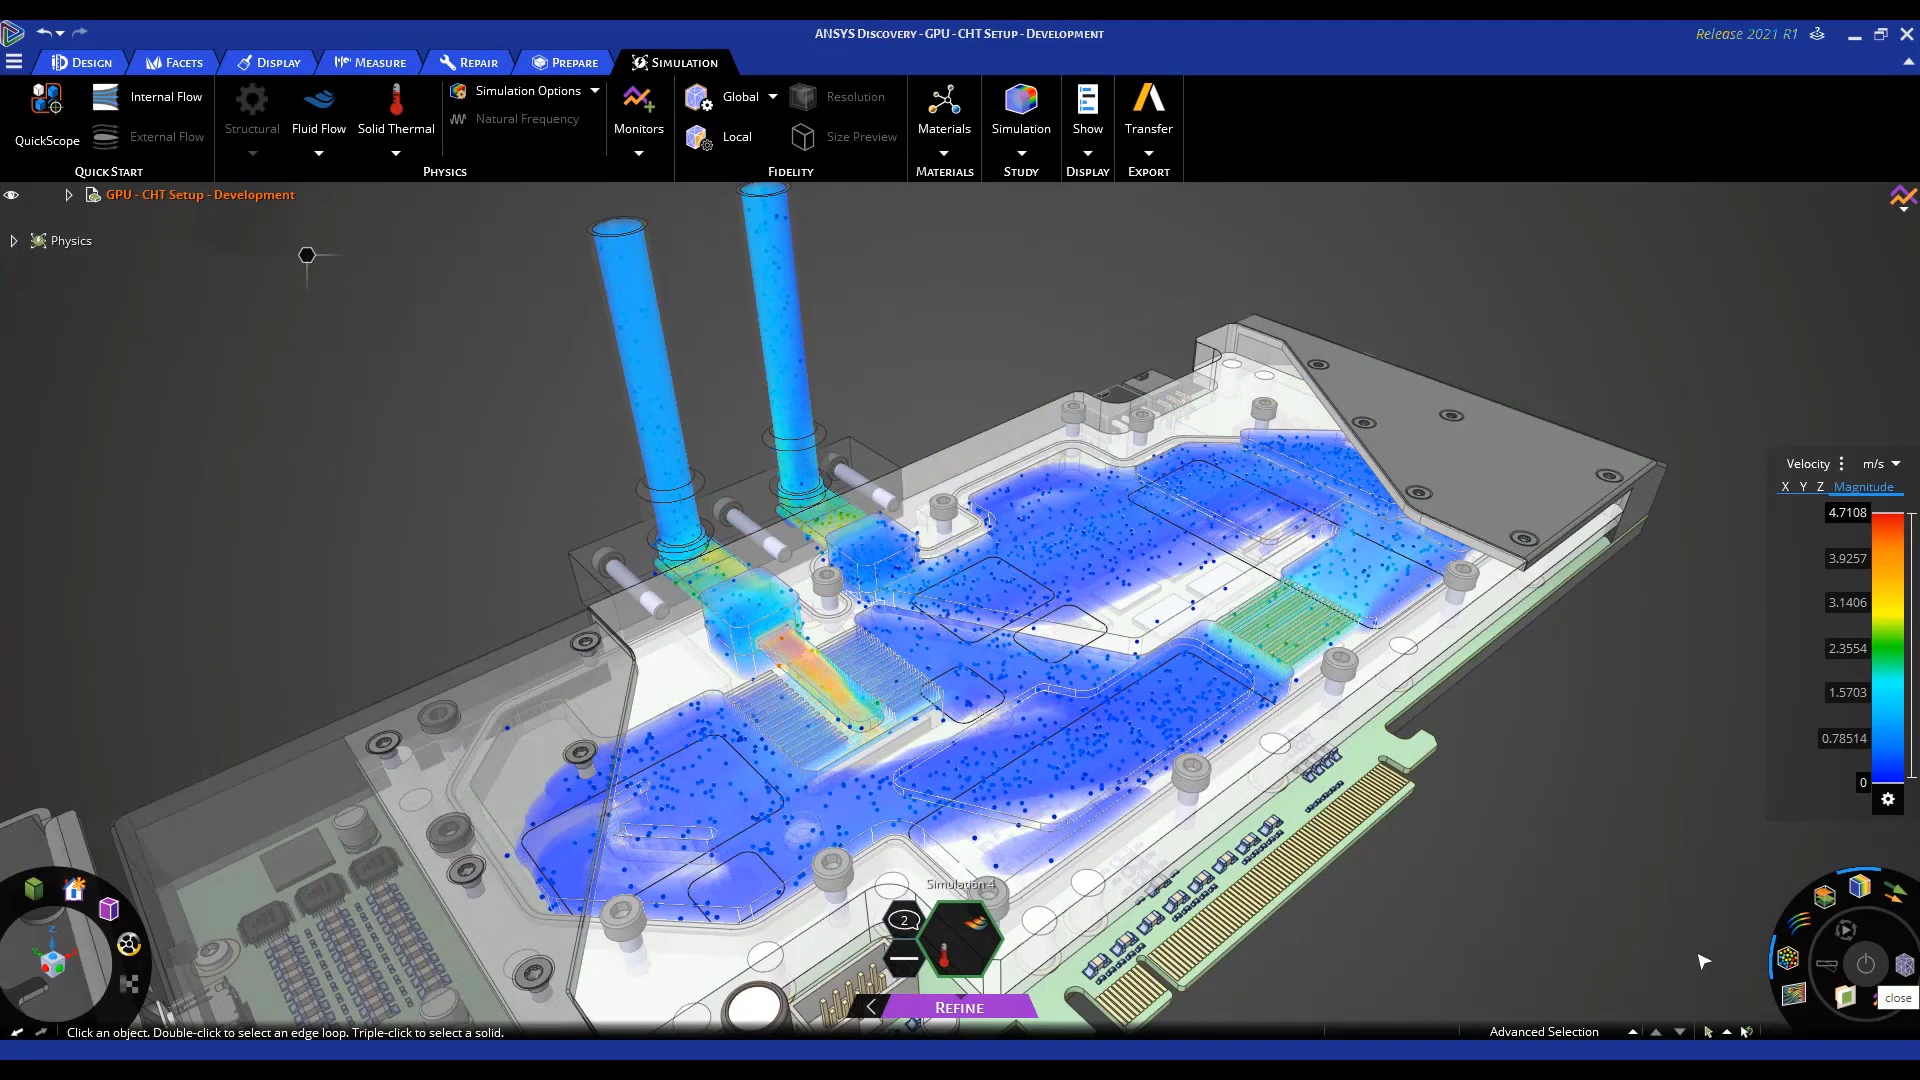 ANSYS DISCOVERY - GPU - CHT SETUP - DEVELOPMENT
Release 2021 R1
DESIGN
FACETS
DISPLAY
MEASURE
REPAIR
PREPARE
SIMULATION
QuickScope
Internal Flow
External Flow
QUICK START
Structural
Fluid Flow
Solid Thermal
Simulation Options
Natural Frequency
PHYSICS
Monitors
Global
Local
Resolution
Size Preview
FIDELITY
Materials
MATERIALS
Simulation
STUDY
Show
DISPLAY
Transfer
EXPORT
GPU - CHT Setup - Development
Physics
Velocity
m/s
X Y Z Magnitude
4.7108
3.9257
3.1406
2.3554
1.5703
0.78514
0
Simulation 4
2
REFINE
Z
Y
close
Click an object. Double-click to select an edge loop. Triple-click to select a solid.
Advanced Selection